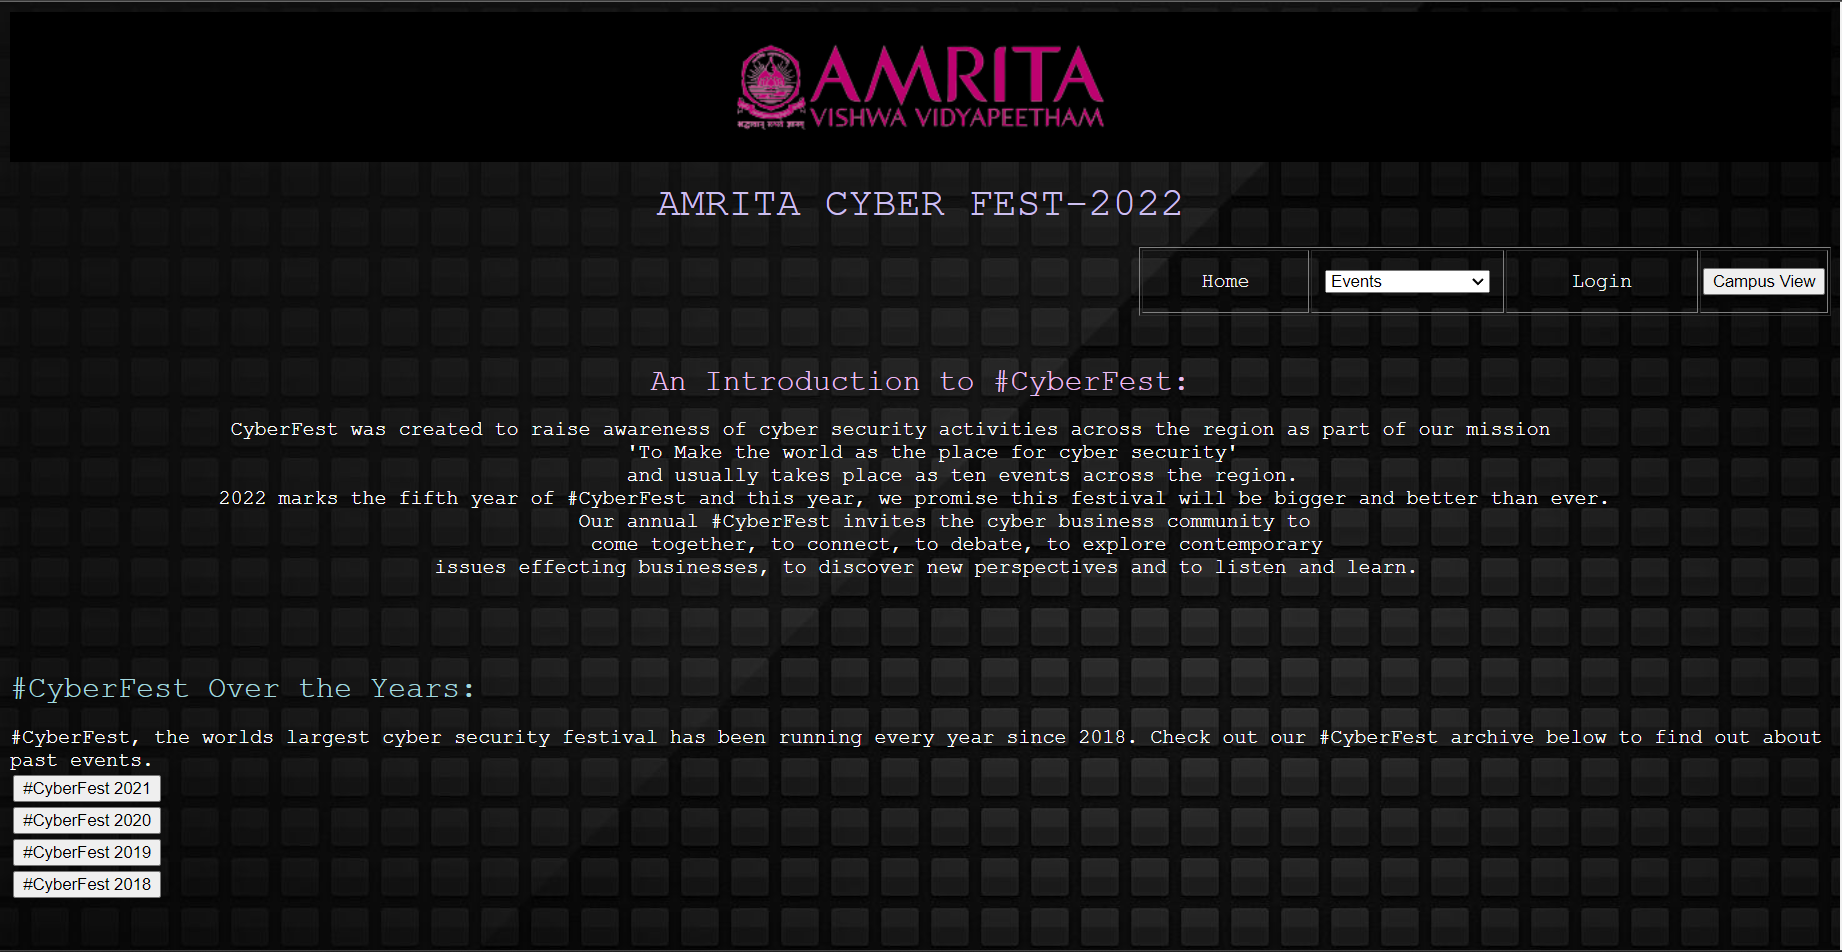 AMRITA
VISHWA VIDYAPEETHAM
AMRITA CYBER FEST-2022
Home Events Login Campus View
An Introduction to #CyberFest:
CyberFest was created to raise awareness of cyber security activities across the region as part of our mission
'To Make the world as the place for cyber security'
and usually takes place as ten events across the region.
2022 marks the fifth year of #CyberFest and this year, we promise this festival will be bigger and better than ever.
Our annual #CyberFest invites the cyber business community to
come together, to connect, to debate, to explore contemporary
issues effecting businesses, to discover new perspectives and to listen and learn.
#CyberFest Over the Years:
#CyberFest, the worlds largest cyber security festival has been running every year since 2018. Check out our #CyberFest archive below to find out about
past events.
#CyberFest 2021
#CyberFest 2020
#CyberFest 2019
#CyberFest 2018